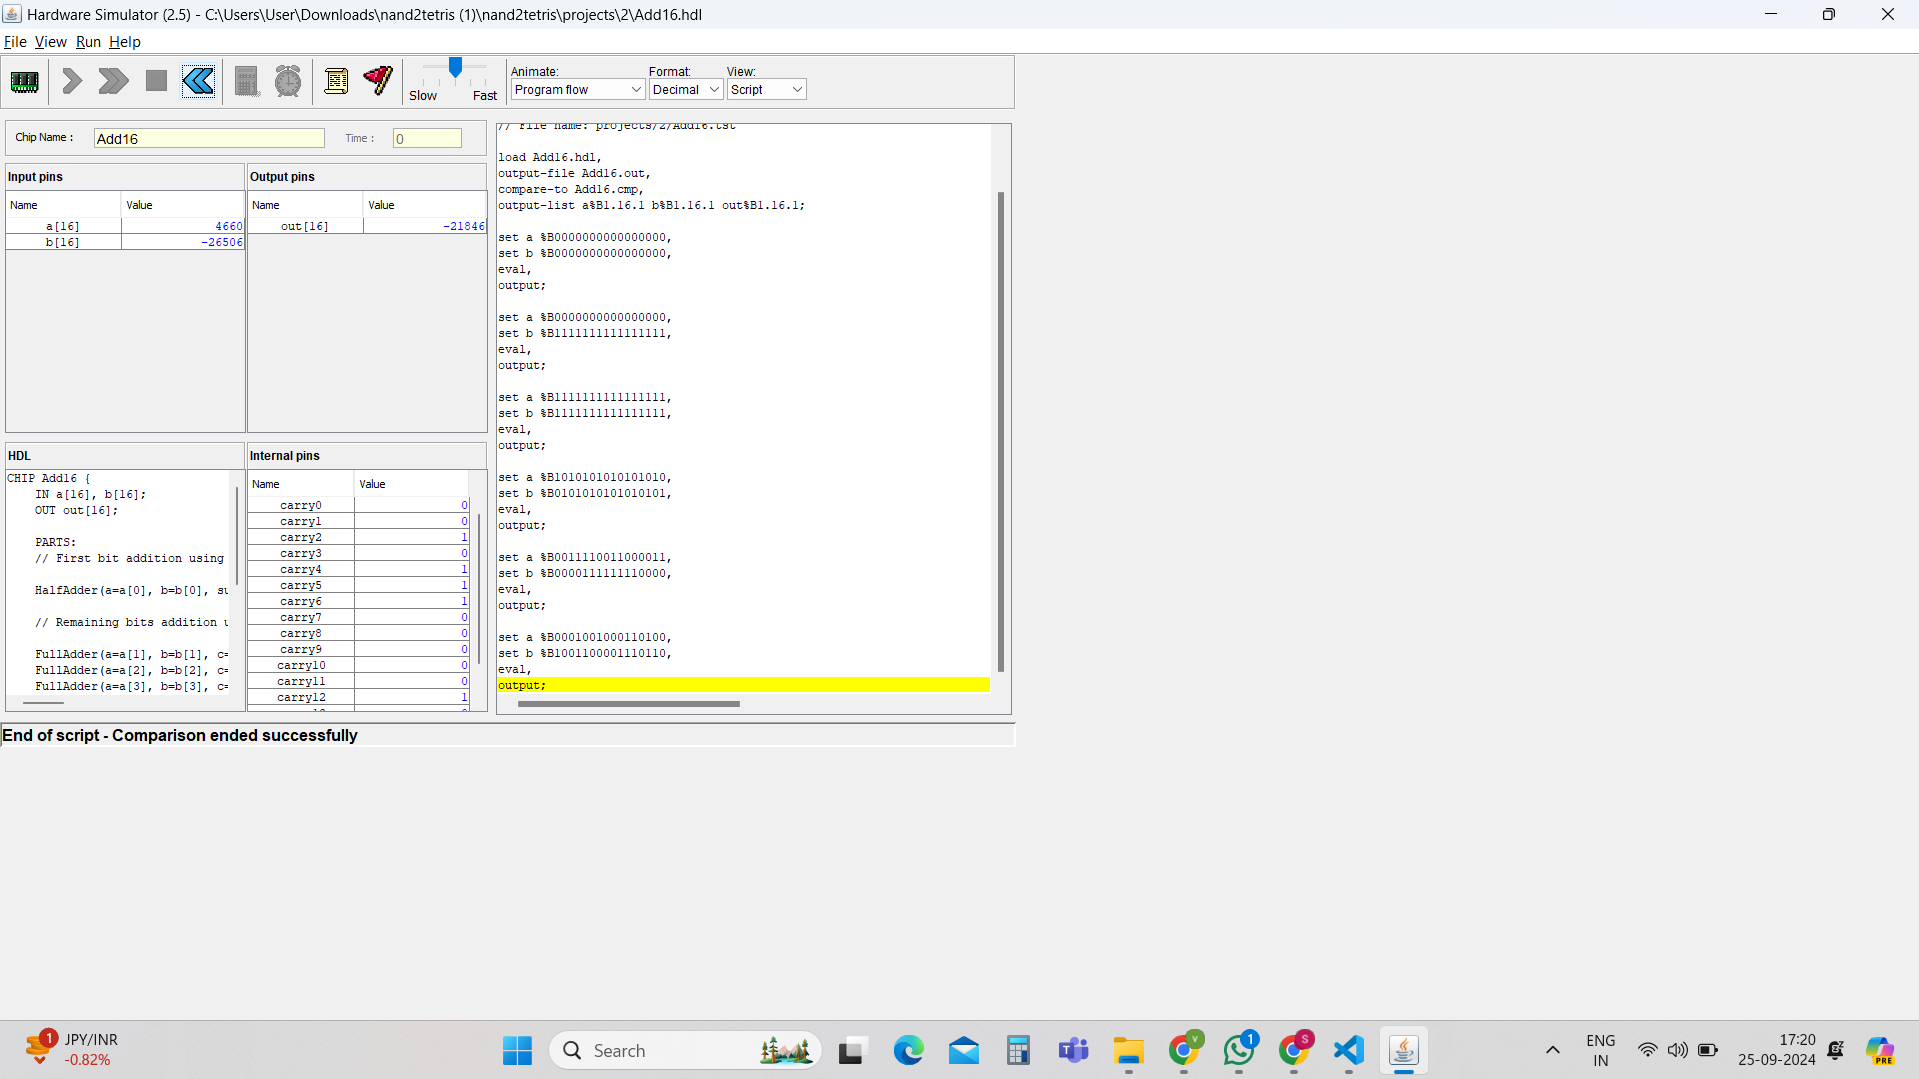 Hardware Simulator (2.5) - C:\Users\User\Downloads\nand2tetris (1)\nand2tetris\projects\2\Add16.hdl
File View Run Help
Slow Fast
Animate: Format: View:
Program flow Decimal Script
Chip Name : Add16 Time : 0
Input pins
Name Value
a[16] 4660
b[16] -26506
Output pins
Name Value
out[16] -21846
HDL
CHIP Add16 {
IN a[16], b[16];
OUT out[16];
PARTS:
// First bit addition using
HalfAdder(a=a[0], b=b[0], su
// Remaining bits addition u
FullAdder(a=a[1], b=b[1], c=
FullAdder(a=a[2], b=b[2], c=
FullAdder(a=a[3], b=b[3], c=
Internal pins
Name Value
carry0 0
carry1 0
carry2 1
carry3 0
carry4 1
carry5 1
carry6 1
carry7 0
carry8 0
carry9 0
carry10 0
carry11 0
carry12 1
// File name: projects/2/Add16.tst
load Add16.hdl,
output-file Add16.out,
compare-to Add16.cmp,
output-list a%B1.16.1 b%B1.16.1 out%B1.16.1;
set a %B0000000000000000,
set b %B0000000000000000,
eval,
output;
set a %B0000000000000000,
set b %B1111111111111111,
eval,
output;
set a %B1111111111111111,
set b %B1111111111111111,
eval,
output;
set a %B1010101010101010,
set b %B0101010101010101,
eval,
output;
set a %B0011110011000011,
set b %B0000111111110000,
eval,
output;
set a %B0001001000110100,
set b %B1001100001110110,
eval,
output;
End of script - Comparison ended successfully
1
JPY/INR
-0.82%
Search
V
1
S
ENG
IN
17:20
25-09-2024
PRE